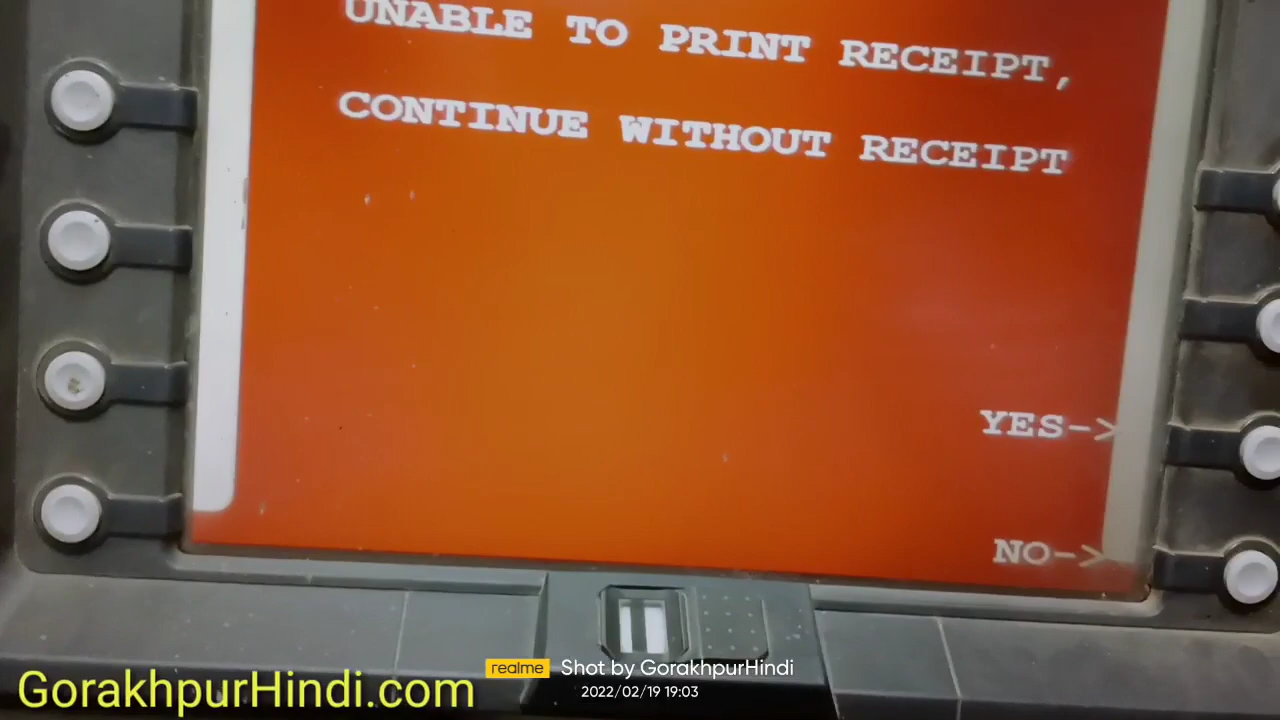 UNABLE TO PRINT RECEIPT,
CONTINUE WITHOUT RECEIPT
YES->
NO->
realme Shot by GorakhpurHindi
2022/02/19 19:03
GorakhpurHindi.com